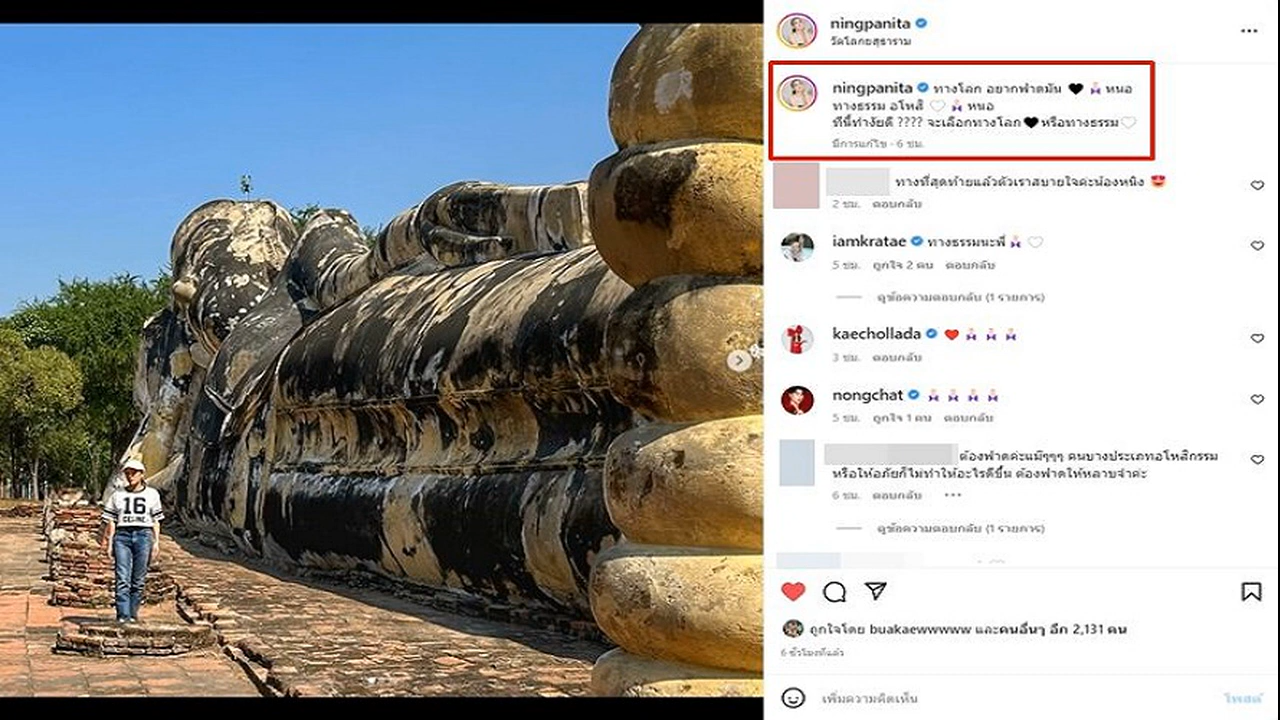 16
CELINE
ningpanita
วัดโลกยสุธาราม
ningpanita ทางโลก อยากฟาดมัน 🖤 🙏🏻 หนอ
ทางธรรม อโหสิ 🤍 🙏🏻 หนอ
ทีนี้ทำงัยดี ???? จะเลือกทางโลก🖤หรือทางธรรม🤍
มีการแก้ไข · 6 ชม.
ทางที่สุดท้ายแล้วตัวเราสบายใจค่ะน้องหนิง 😍
2 ชม. ตอบกลับ
iamkratae ทางธรรมนะพี่ 🙏🏻 🤍
5 ชม. ถูกใจ 2 คน ตอบกลับ
ดูข้อความตอบกลับ (1 รายการ)
kaechollada ❤️ 🙏🏻 🙏🏻 🙏🏻
3 ชม. ตอบกลับ
nongchat 🙏🏻 🙏🏻 🙏🏻 🙏🏻
5 ชม. ถูกใจ 1 คน ตอบกลับ
ต้องฟาดค่ะแม๊ๆๆๆ คนบางประเภทอโหสิกรรม
หรือให้อภัยก็ไม่ทำให้อะไรดีขึ้น ต้องฟาดให้หลาบจำค่ะ
6 ชม. ตอบกลับ •••
ดูข้อความตอบกลับ (1 รายการ)
ถูกใจโดย buakaewwwww และคนอื่นๆ อีก 2,131 คน
6 ชั่วโมงที่แล้ว
เพิ่มความคิดเห็น
โพสต์